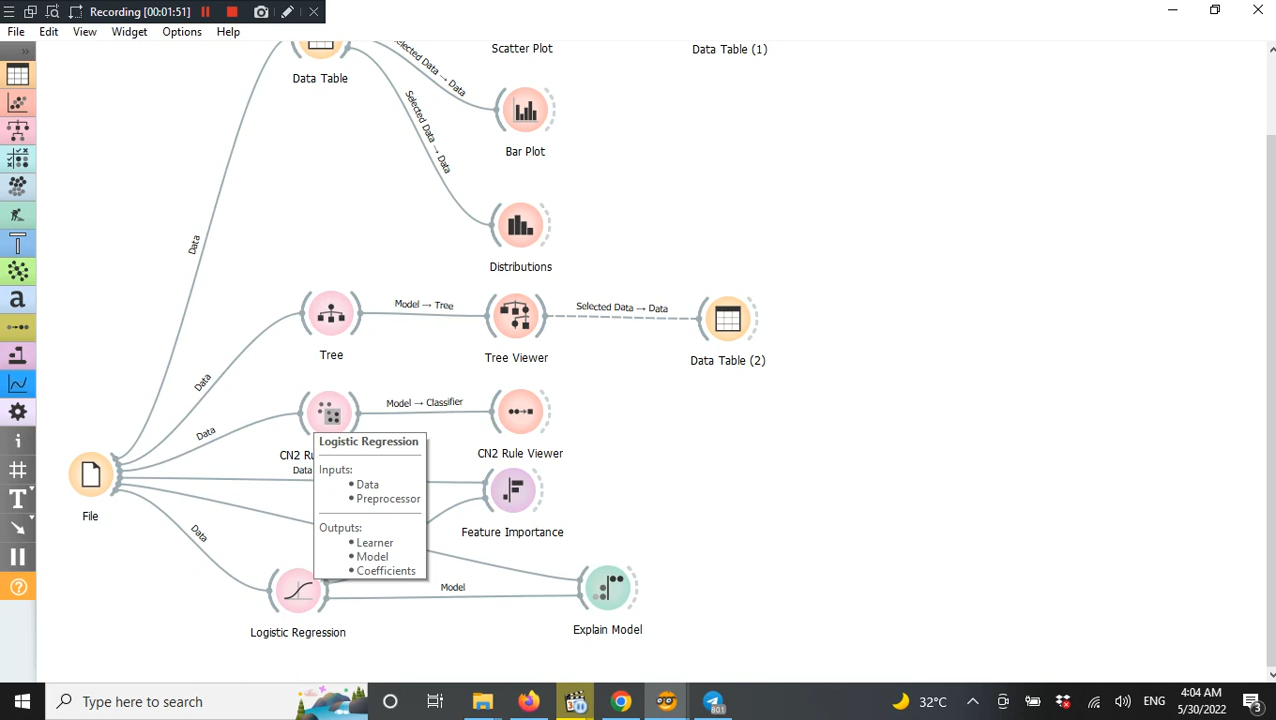 Recording [00:01:51]
File Edit View Widget Options Help
Data Table
Selected Data → Data
Scatter Plot
Data Table (1)
Selected Data → Data
Bar Plot
Data
Distributions
Tree
Model → Tree
Tree Viewer
Selected Data → Data
Data Table (2)
Data
Model → Classifier
Data
CN2 Ru
CN2 Rule Viewer
Logistic Regression
Inputs:
• Data
• Preprocessor
Outputs:
• Learner
• Model
• Coefficients
Data
File
Feature Importance
Data
Model
Logistic Regression
Explain Model
a
T
Type here to search
801
32°C
ENG
4:04 AM
5/30/2022
3